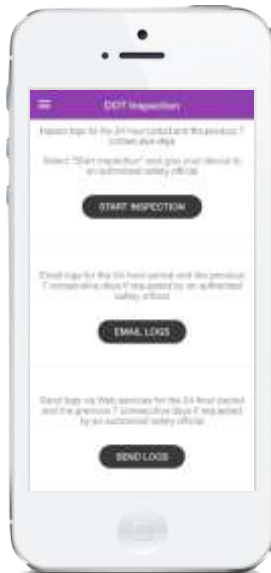 DOT Inspection
Inspect logs for the 24-hour period and the previous 7
consecutive days
Select "Start Inspection" and give your device to
an authorized safety official
START INSPECTION
Email logs for the 24-hour period and the previous
7 consecutive days if requested by an authorized
safety official
EMAIL LOGS
Send logs via Web services for the 24-hour period
and the previous 7 consecutive days if requested
by an authorized safety official
SEND LOGS